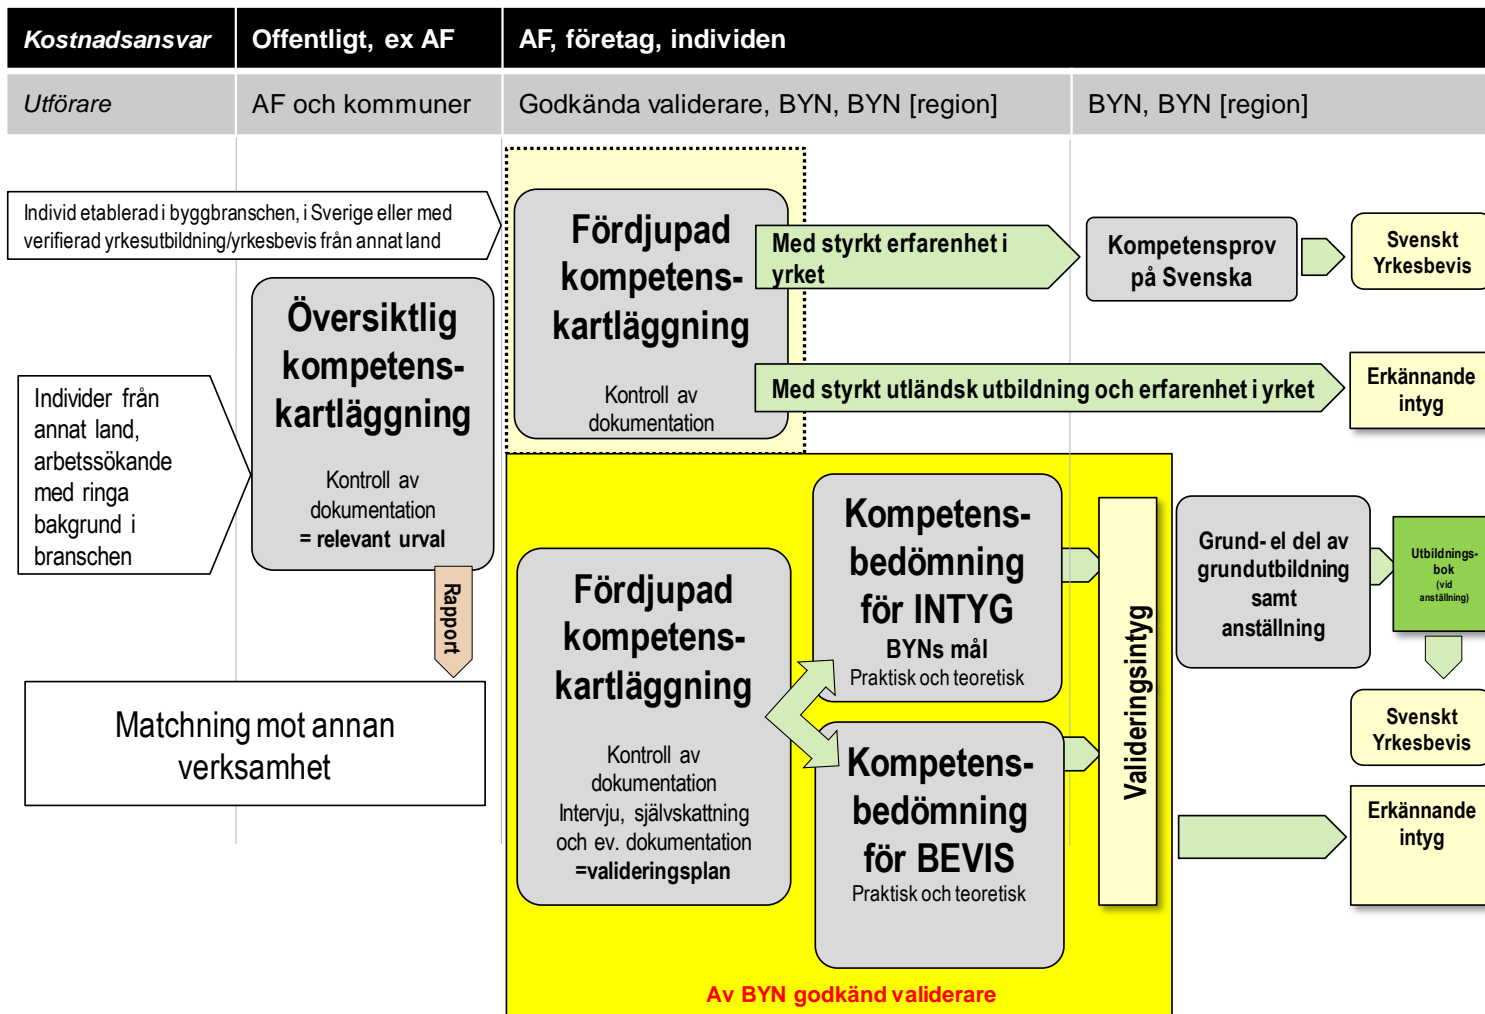 Kostnadsansvar
Offentligt, ex AF
AF, företag, individen
Utförare
AF och kommuner
Godkända validerare, BYN, BYN [region]
BYN, BYN [region]
Individ etablerad i byggbranschen, i Sverige eller med
verifierad yrkesutbildning/yrkesbevis från annat land
Individer från
annat land,
arbetssökande
med ringa
bakgrund i
branschen
Översiktlig
kompetens-
kartläggning
Kontroll av
dokumentation
= relevant urval
Rapport
Matchning mot annan
verksamhet
Fördjupad
kompetens-
kartläggning
Kontroll av
dokumentation
Med styrkt erfarenhet i
yrket
Kompetensprov
på Svenska
Svenskt
Yrkesbevis
Med styrkt utländsk utbildning och erfarenhet i yrket
Erkännande
intyg
Fördjupad
kompetens-
kartläggning
Kontroll av
dokumentation
Intervju, självskattning
och ev. dokumentation
=valideringsplan
Kompetens-
bedömning
för INTYG
BYNs mål
Praktisk och teoretisk
Kompetens-
bedömning
för BEVIS
Praktisk och teoretisk
Valideringsintyg
Av BYN godkänd validerare
Grund- el del av
grundutbildning
samt
anställning
Utbildnings-
bok
(vid
anställning)
Svenskt
Yrkesbevis
Erkännande
intyg